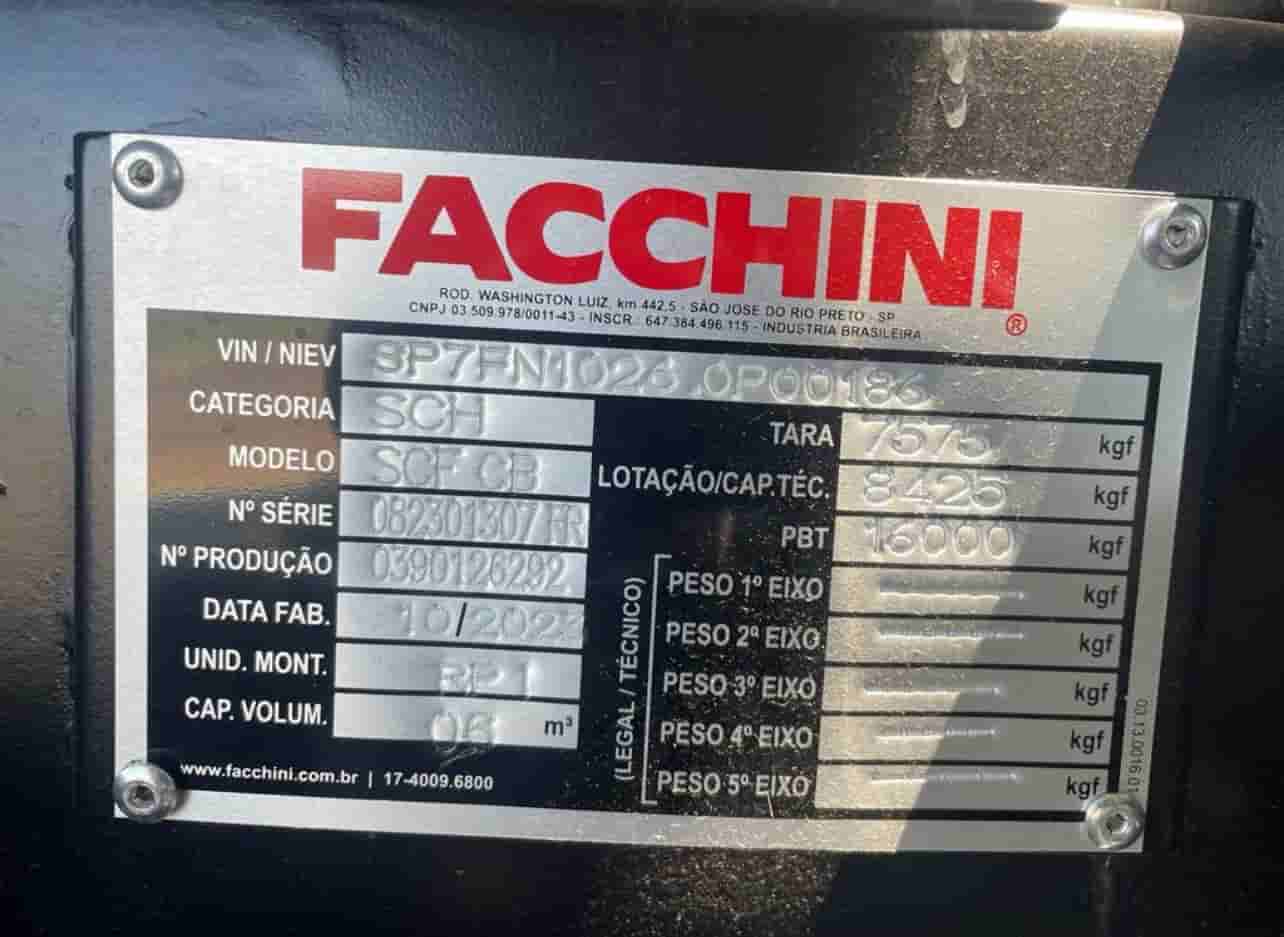 FACCHINI®
ROD. WASHINGTON LUIZ, km 442,5 - SÃO JOSE DO RIO PRETO - SP
CNPJ 03.509.978/0011-43 - INSCR.: 647.384.496.115 - INDUSTRIA BRASILEIRA
VIN / NIEV
CATEGORIA SCH
MODELO SCF CB
Nº SÉRIE 082301307 HR
Nº PRODUÇÃO 0390126292
DATA FAB. 10/2023
UNID. MONT. RP1
CAP. VOLUM. 06 m³
www.facchini.com.br | 17-4009.6800
TARA 7575 kgf
LOTAÇÃO/CAP.TÉC. 8425 kgf
PBT 16000 kgf
(LEGAL / TÉCNICO)
PESO 1º EIXO ------ kgf
PESO 2º EIXO ------ kgf
PESO 3º EIXO ------ kgf
PESO 4º EIXO ------ kgf
PESO 5º EIXO ------ kgf